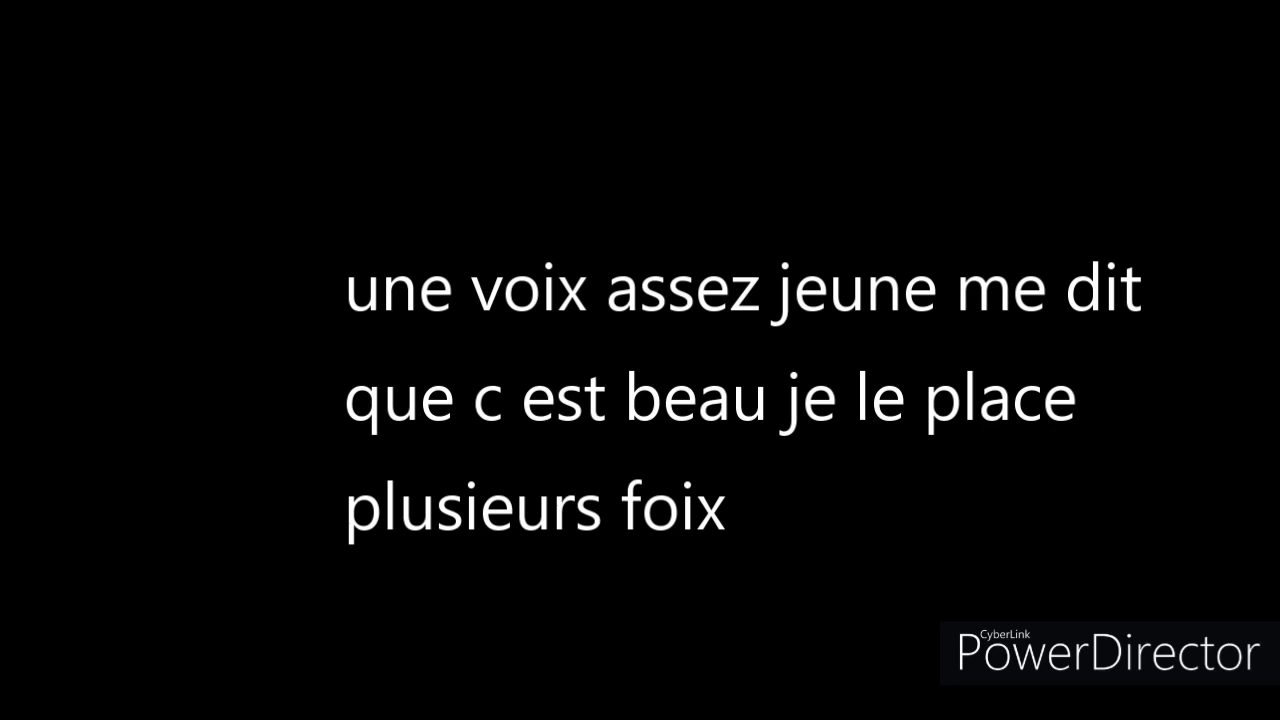 une voix assez jeune me dit
que c est beau je le place
plusieurs foix
CyberLink
PowerDirector